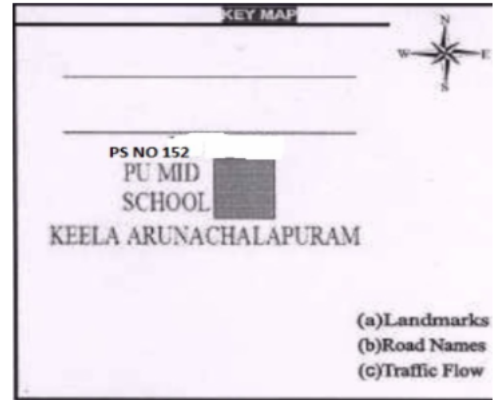 KEY MAP
N
W E
S
PS NO 152
PU MID
SCHOOL
KEELA ARUNACHALAPURAM
(a)Landmarks
(b)Road Names
(c)Traffic Flow